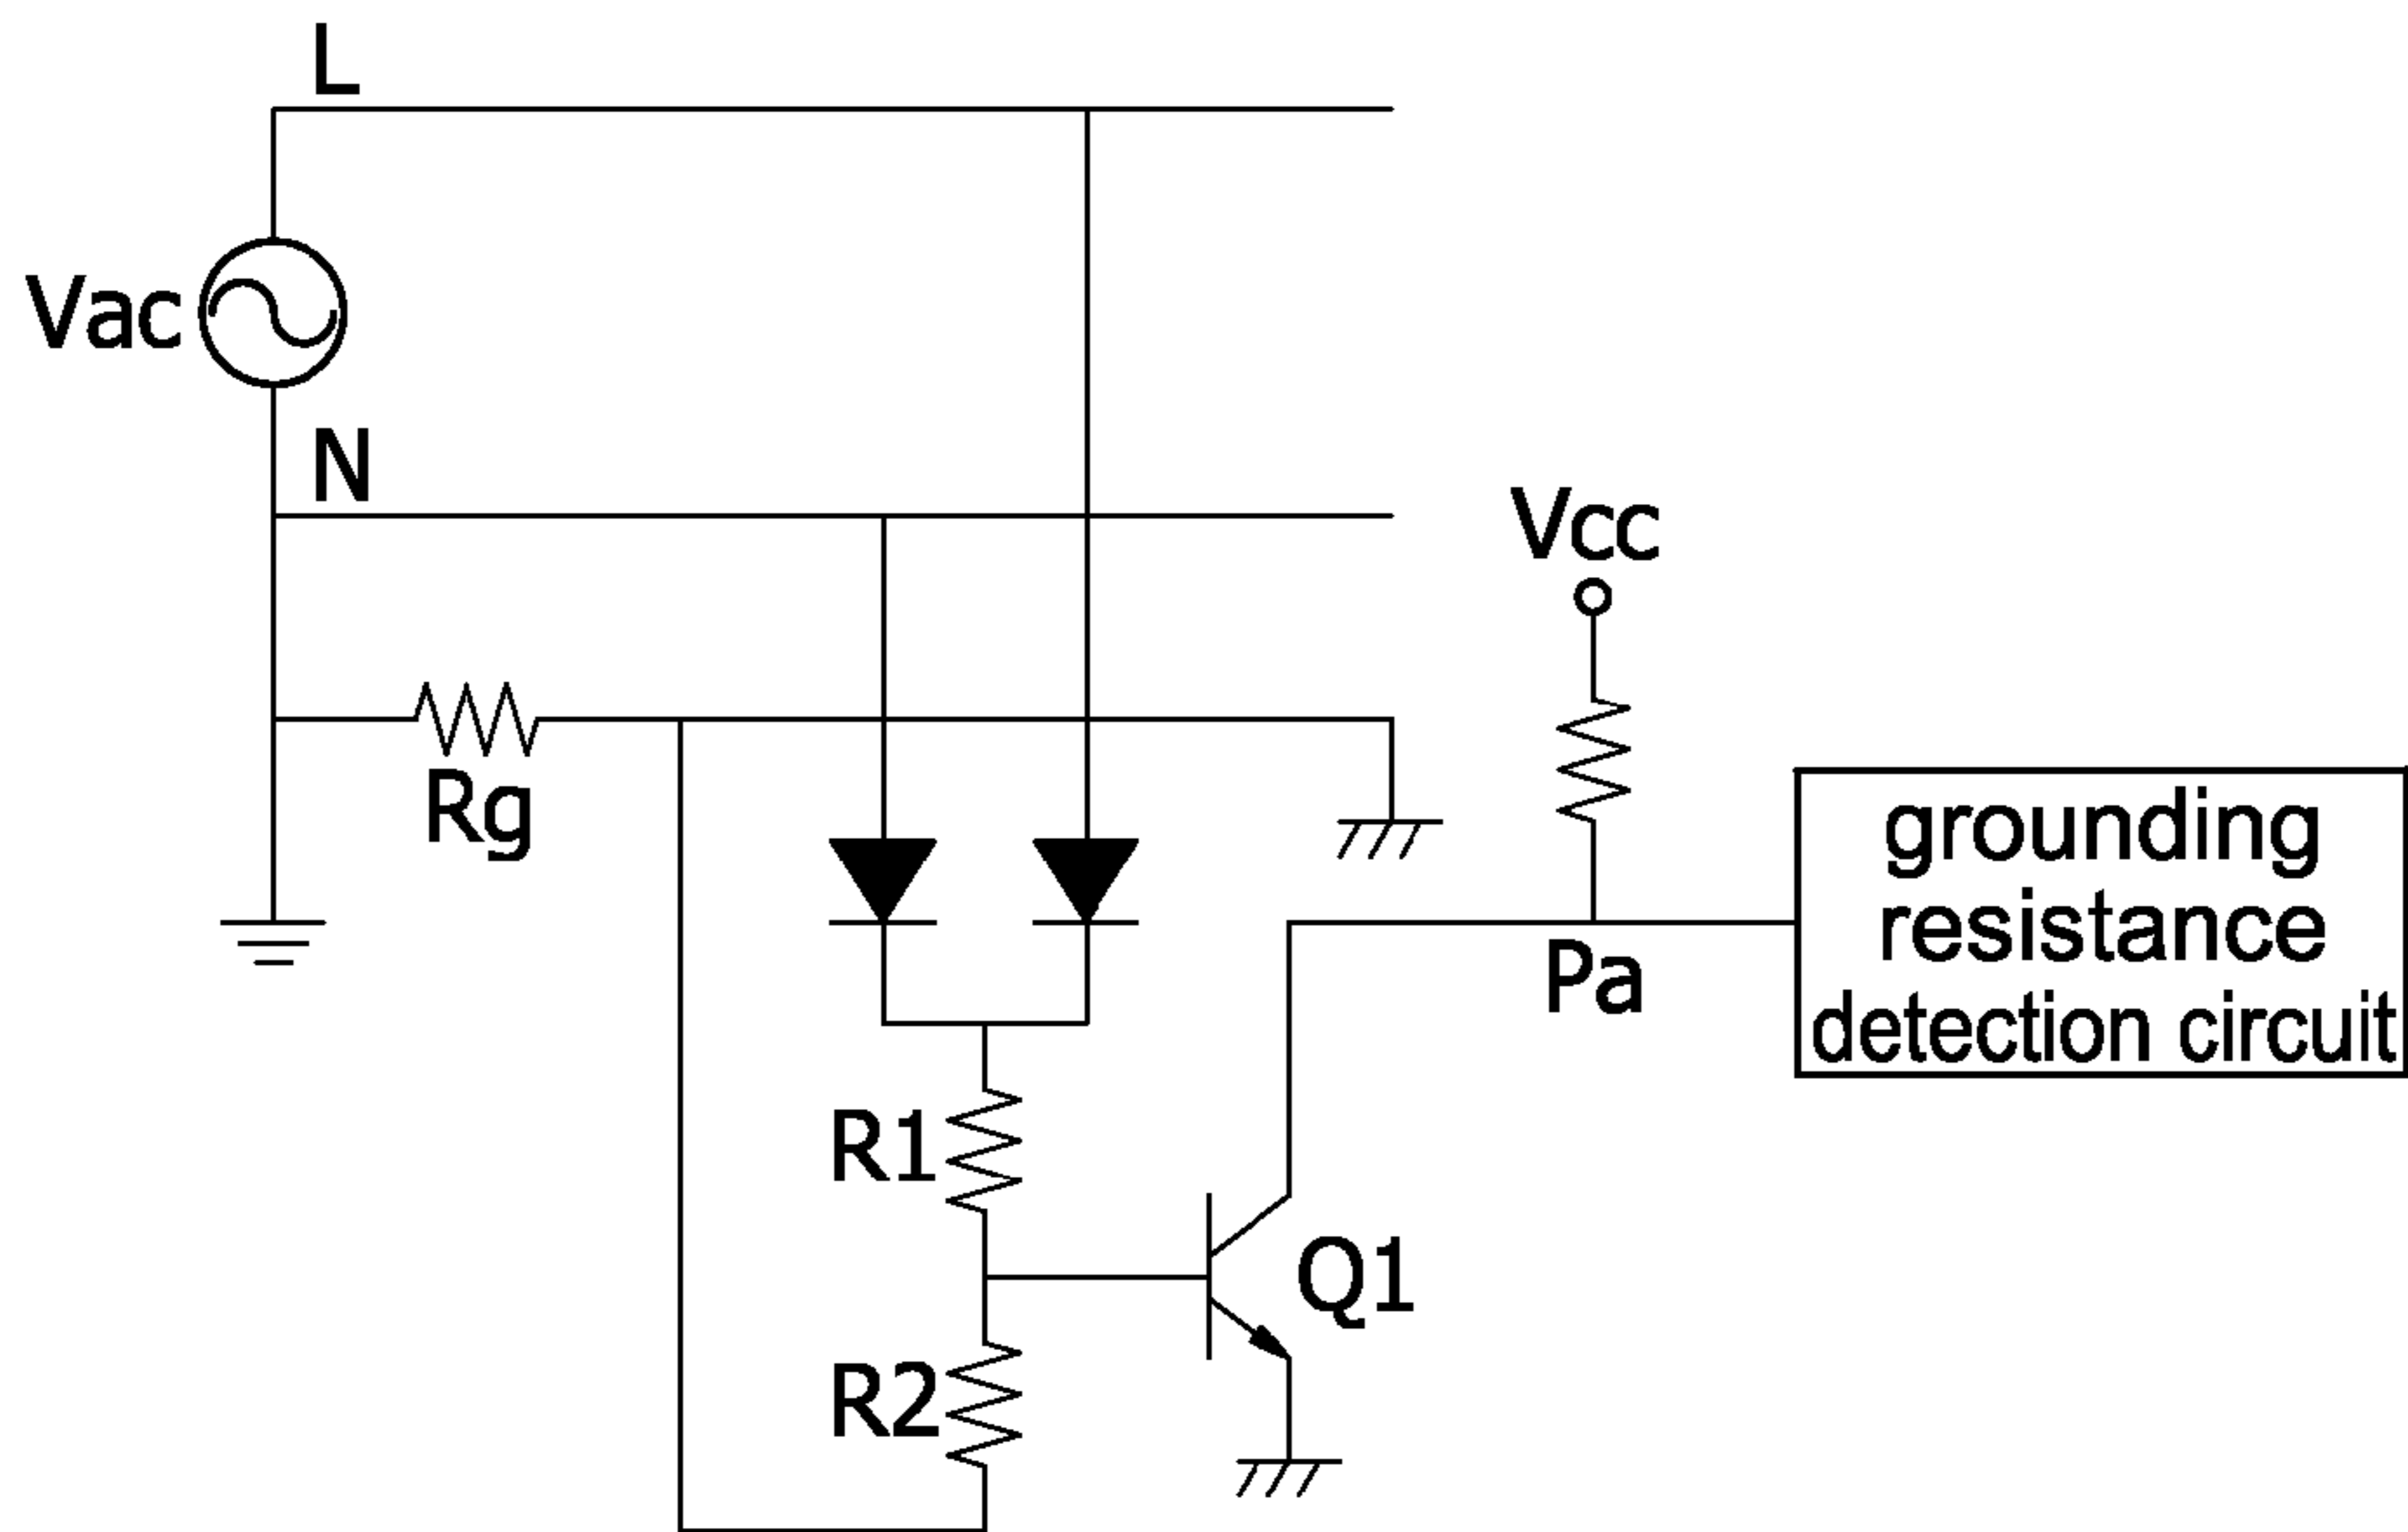 L
Vac
N
Vcc
Rg
grounding
resistance
detection circuit
Pa
R1
Q1
R2